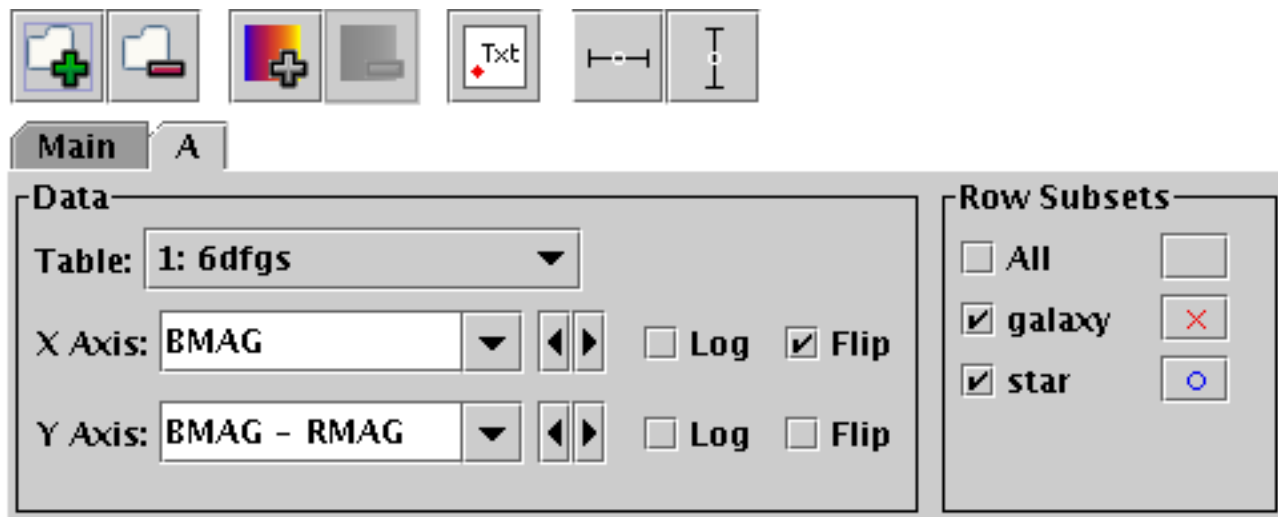 Txt
Main A
Data
Table: 1: 6dfgs
X Axis: BMAG Log Flip
Y Axis: BMAG - RMAG Log Flip
Row Subsets
All
galaxy
star